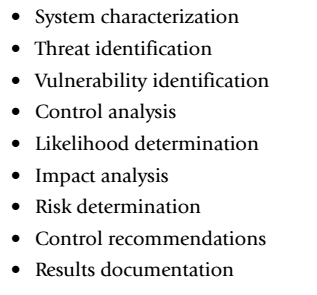 • System characterization
• Threat identification
• Vulnerability identification
• Control analysis
• Likelihood determination
• Impact analysis
• Risk determination
• Control recommendations
• Results documentation